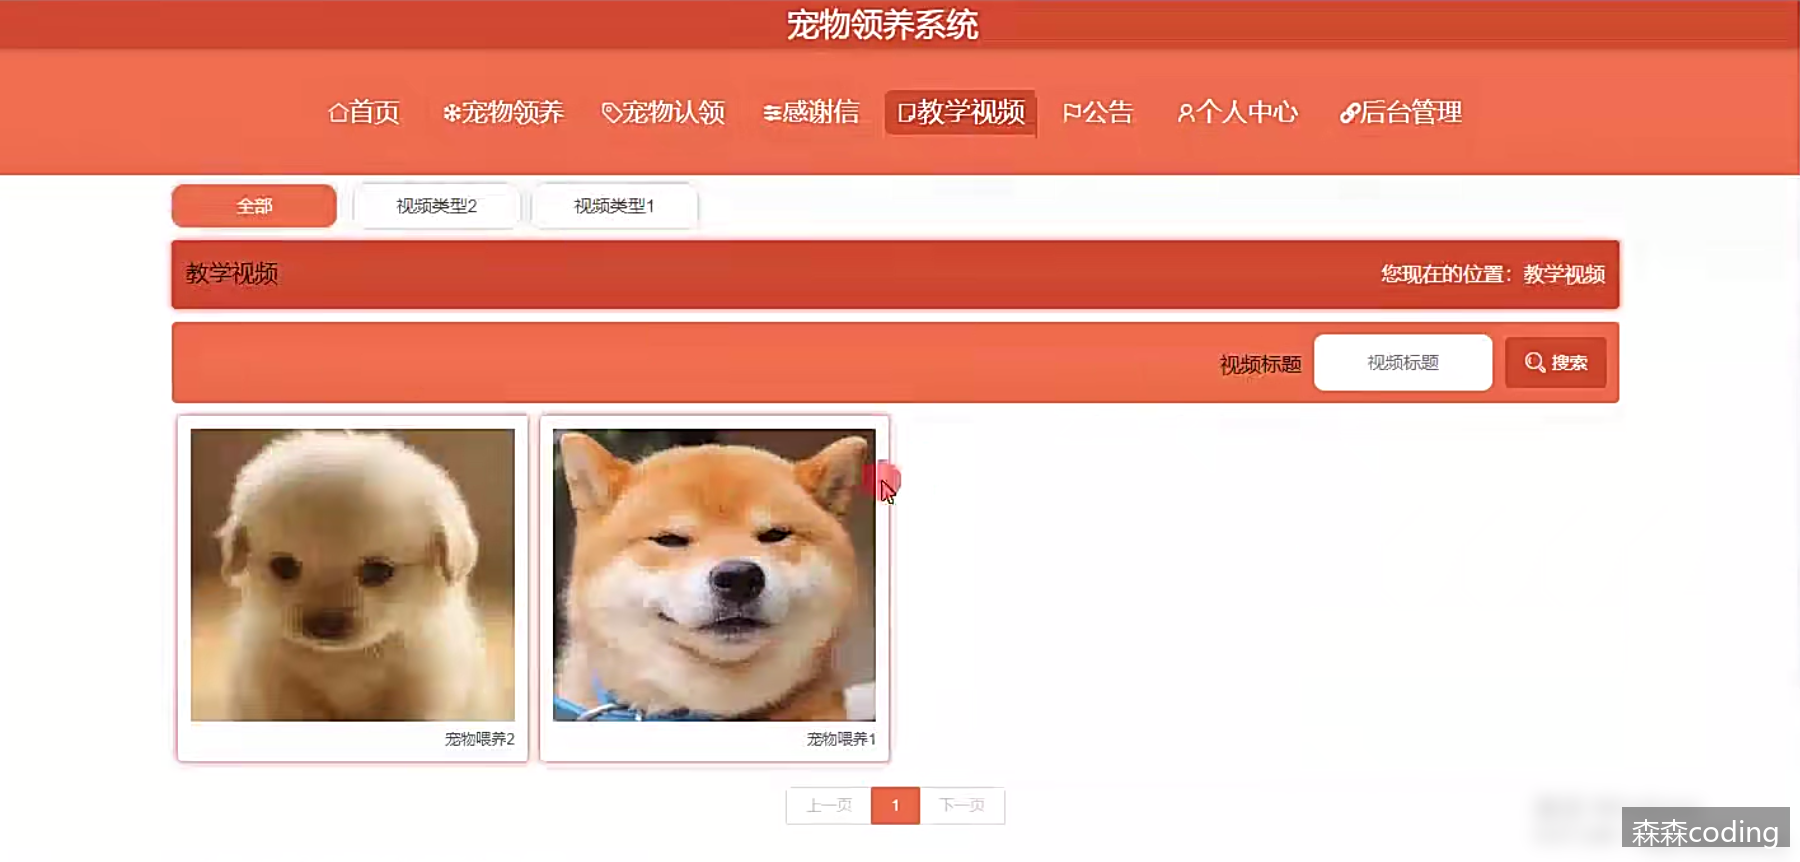 宠物领养系统
首页 宠物领养 宠物认领 感谢信 教学视频 公告 个人中心 后台管理
全部 视频类型2 视频类型1
教学视频 您现在的位置：教学视频
视频标题 视频标题 搜索
宠物喂养2 宠物喂养1
上一页 1 下一页
森森coding